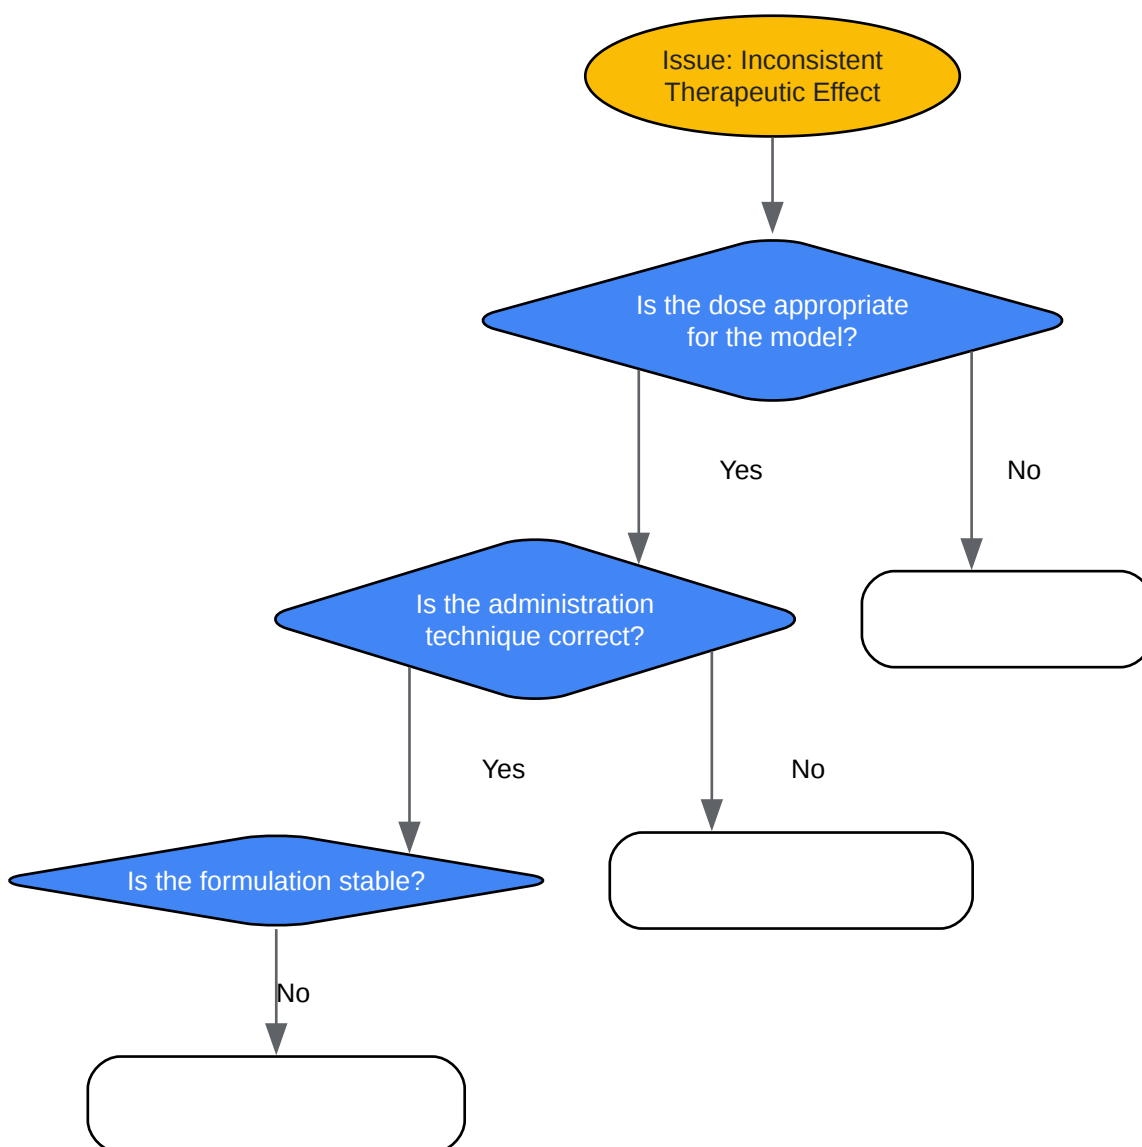 Issue: Inconsistent
Therapeutic Effect
Is the dose appropriate
for the model?
Yes
No
Is the administration
technique correct?
Yes
No
Is the formulation stable?
No